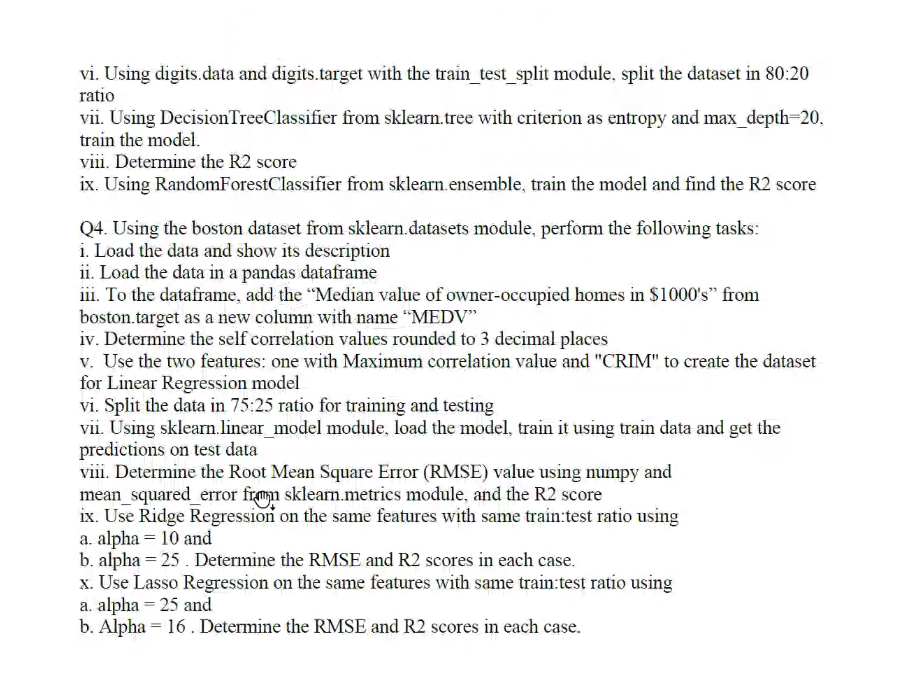 vi. Using digits.data and digits.target with the train_test_split module, split the dataset in 80:20
ratio
vii. Using DecisionTreeClassifier from sklearn.tree with criterion as entropy and max_depth=20,
train the model.
viii. Determine the R2 score
ix. Using RandomForestClassifier from sklearn.ensemble, train the model and find the R2 score
Q4. Using the boston dataset from sklearn.datasets module, perform the following tasks:
i. Load the data and show its description
ii. Load the data in a pandas dataframe
iii. To the dataframe, add the “Median value of owner-occupied homes in $1000's” from
boston.target as a new column with name “MEDV”
iv. Determine the self correlation values rounded to 3 decimal places
v. Use the two features: one with Maximum correlation value and "CRIM" to create the dataset
for Linear Regression model
vi. Split the data in 75:25 ratio for training and testing
vii. Using sklearn.linear_model module, load the model, train it using train data and get the
predictions on test data
viii. Determine the Root Mean Square Error (RMSE) value using numpy and
mean_squared_error from sklearn.metrics module, and the R2 score
ix. Use Ridge Regression on the same features with same train:test ratio using
a. alpha = 10 and
b. alpha = 25 . Determine the RMSE and R2 scores in each case.
x. Use Lasso Regression on the same features with same train:test ratio using
a. alpha = 25 and
b. Alpha = 16 . Determine the RMSE and R2 scores in each case.